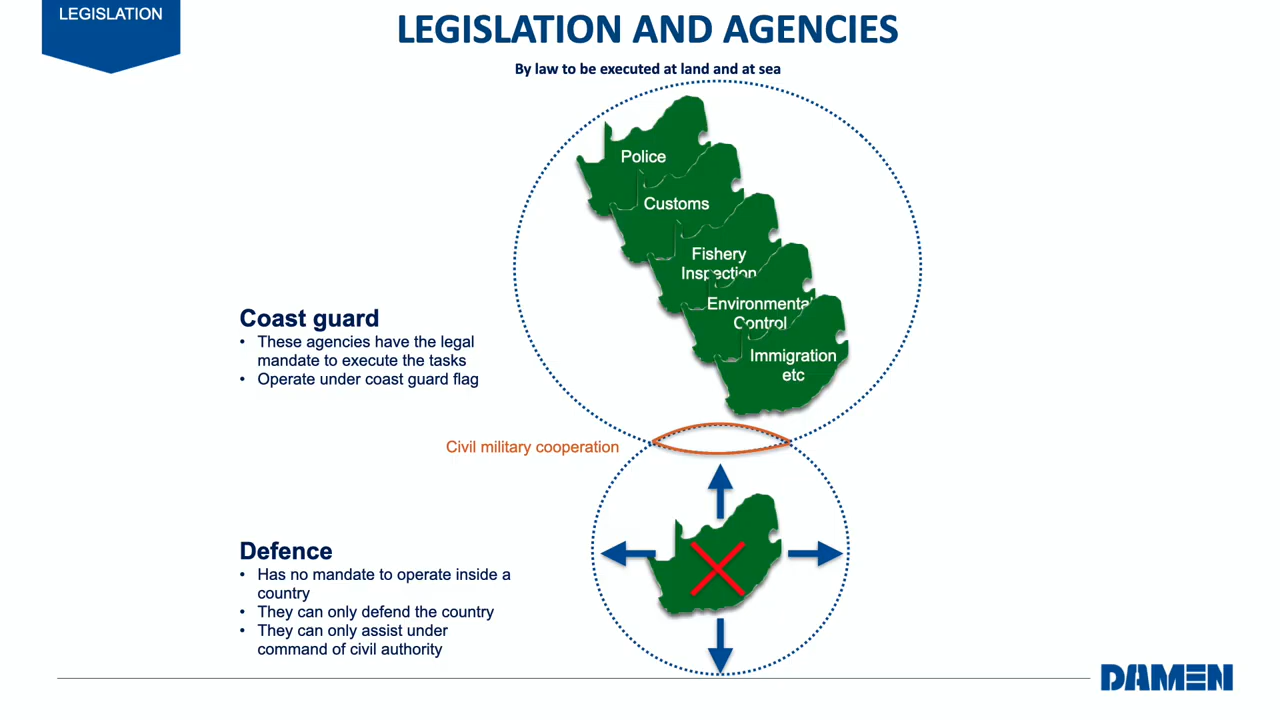 LEGISLATION
LEGISLATION AND AGENCIES
By law to be executed at land and at sea
Police
Customs
Fishery
Inspection
Environmental
Control
Immigration
etc
Coast guard
• These agencies have the legal
mandate to execute the tasks
• Operate under coast guard flag
Civil military cooperation
Defence
• Has no mandate to operate inside a
country
• They can only defend the country
• They can only assist under
command of civil authority
DAMEN